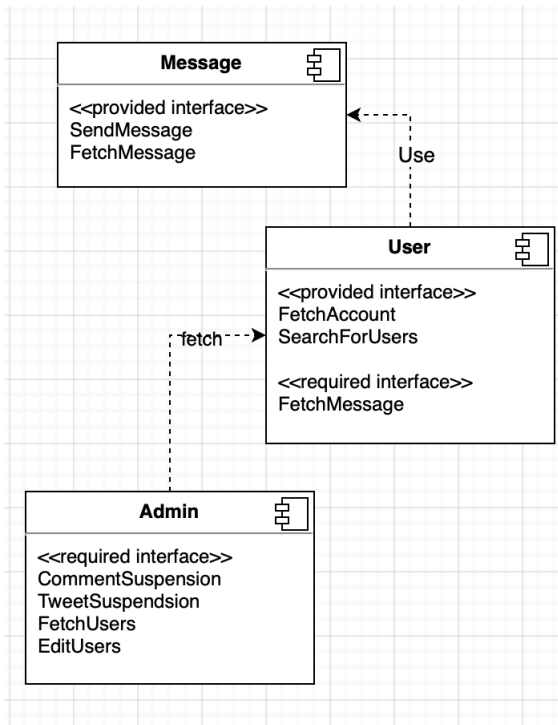 Message
<<provided interface>>
SendMessage
FetchMessage
Use
User
<<provided interface>>
FetchAccount
SearchForUsers
<<required interface>>
FetchMessage
fetch
Admin
<<required interface>>
CommentSuspension
TweetSuspendsion
FetchUsers
EditUsers